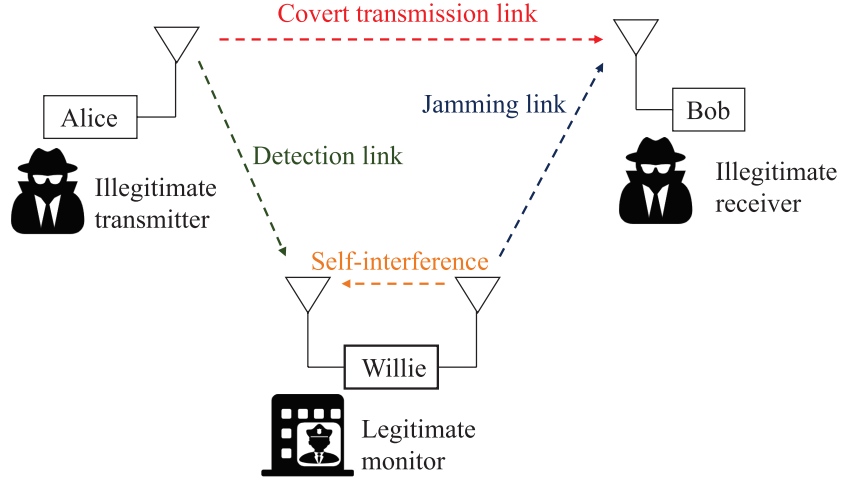 Covert transmission link
Alice
Bob
Jamming link
Detection link
Illegitimate
transmitter
Illegitimate
receiver
Self-interference
Willie
Legitimate
monitor